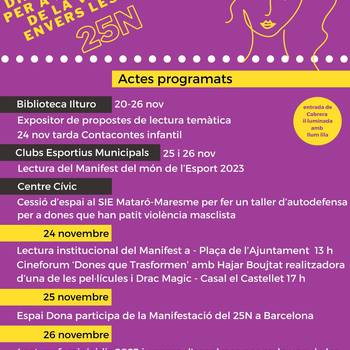 PER A
DE LA V
ENVERS LES
25N
Actes programats
Biblioteca Ilturo 20-26 nov
Expositor de propostes de lectura temàtica
24 nov tarda Contacontes infantil
entrada de
Cabrera
il·luminada
amb
llum lila
Clubs Esportius Municipals 25 i 26 nov
Lectura del Manifest del món de l'Esport 2023
Centre Cívic
Cessió d'espai al SIE Mataró-Maresme per fer un taller d'autodefensa
per a dones que han patit violència masclista
24 novembre
Lectura institucional del Manifest a - Plaça de l'Ajuntament 13 h
Cineforum 'Dones que Trasformen' amb Hajar Boujtat realitzadora
d'una de les pel·lícules i Drac Magic - Casal el Castellet 17 h
25 novembre
Espai Dona participa de la Manifestació del 25N a Barcelona
26 novembre